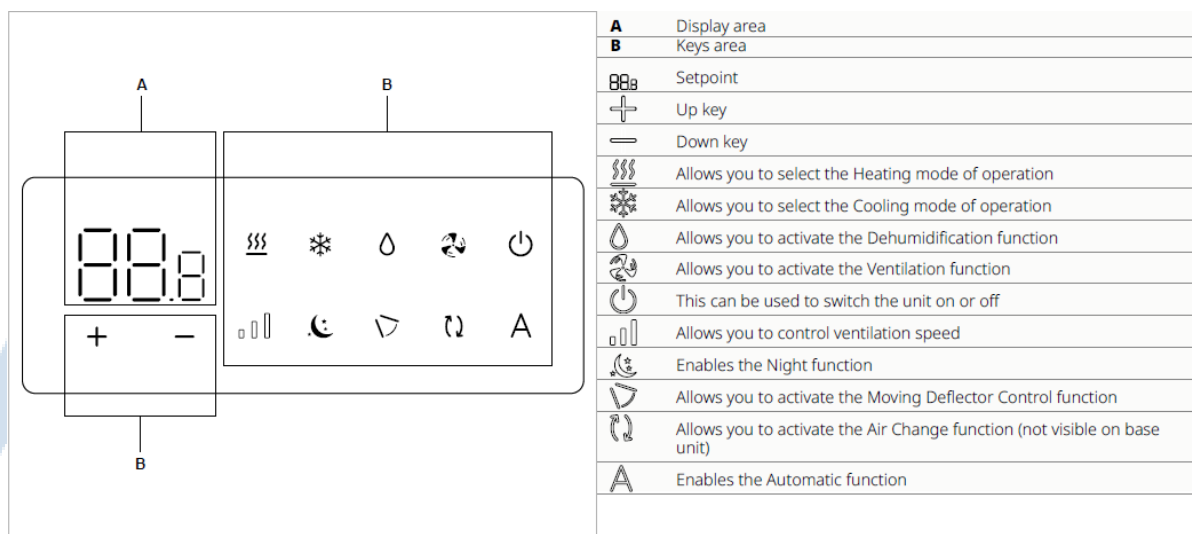 A
B
88.8
+ −
A
B
A Display area
B Keys area
88.8 Setpoint
Up key
Down key
Allows you to select the Heating mode of operation
Allows you to select the Cooling mode of operation
Allows you to activate the Dehumidification function
Allows you to activate the Ventilation function
This can be used to switch the unit on or off
Allows you to control ventilation speed
Enables the Night function
Allows you to activate the Moving Deflector Control function
Allows you to activate the Air Change function (not visible on base
unit)
A Enables the Automatic function